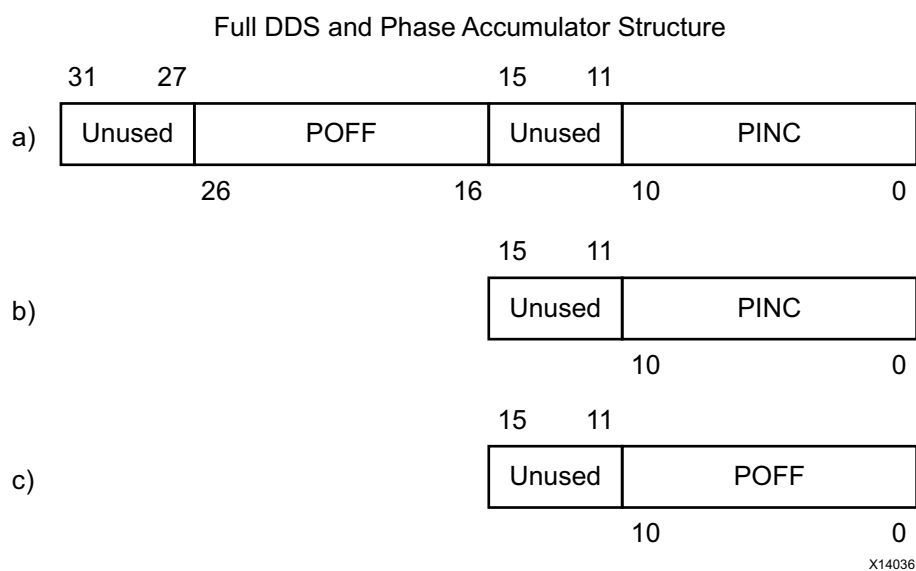 Full DDS and Phase Accumulator Structure
31 27 15 11
a) Unused POFF Unused PINC
26 16 10 0
15 11
b) Unused PINC
10 0
15 11
c) Unused POFF
10 0
X14036